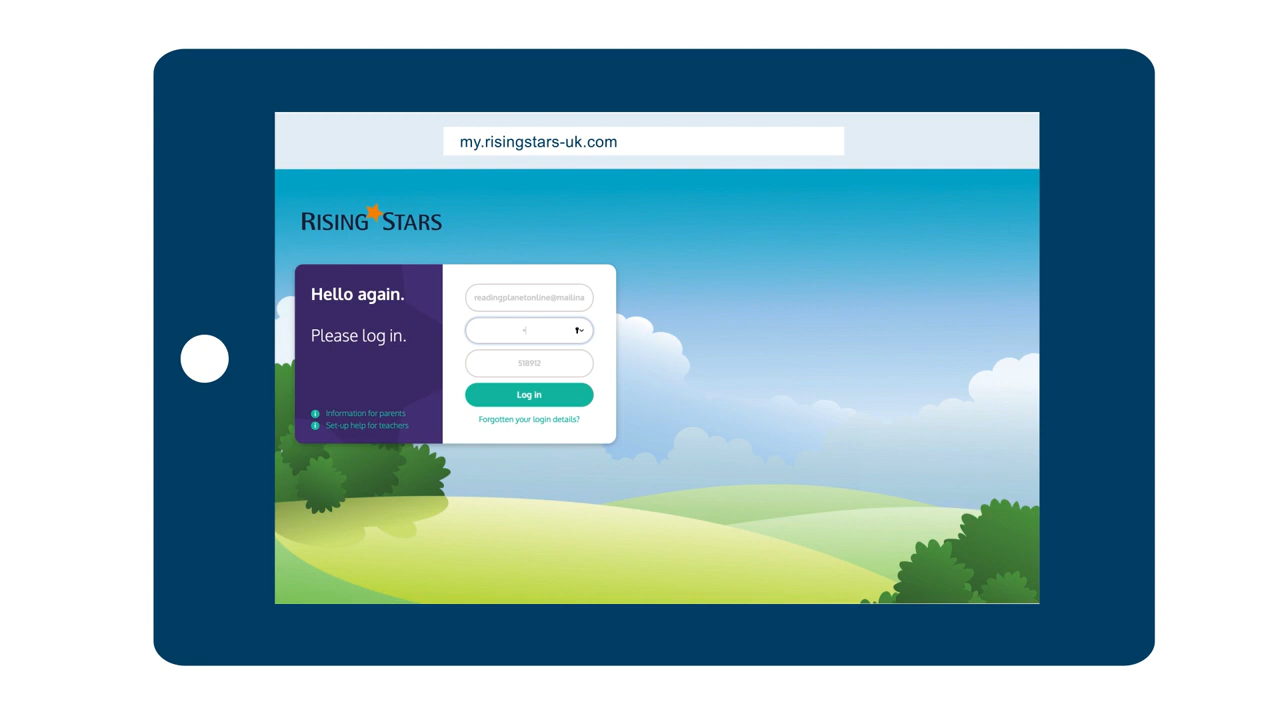 my.risingstars-uk.com
RISING STARS
Hello again.
Please log in.
Information for parents
Set-up help for teachers
readingplanetonline@mailina
518912
Log in
Forgotten your login details?